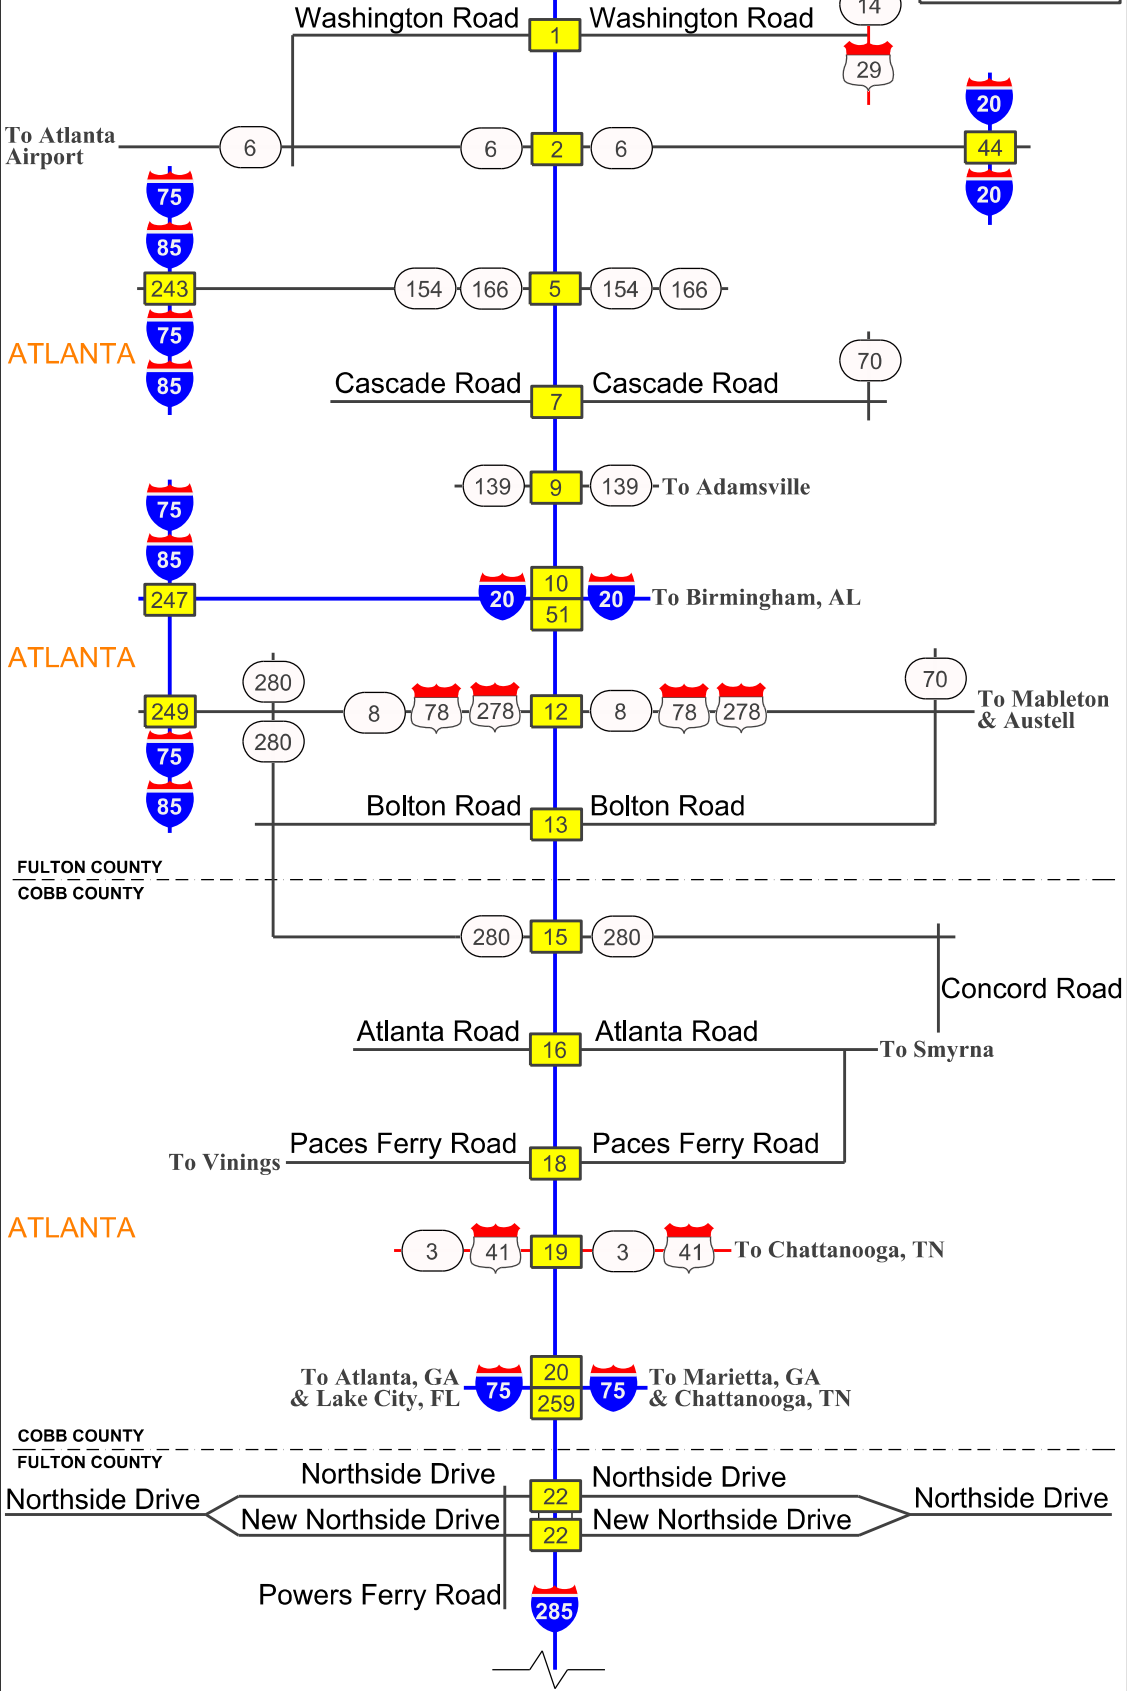 14
Washington Road 1 Washington Road
29
20
To Atlanta
Airport
6 6 2 6 44
75
20
85
243 154 166 5 154 166
75
ATLANTA
85
70
Cascade Road 7 Cascade Road
139 9 139 To Adamsville
75
85
10
247 20 20 To Birmingham, AL
51
ATLANTA
280
70
249 8 78 278 12 8 78 278
To Mableton
& Austell
280
75
85
Bolton Road 13 Bolton Road
FULTON COUNTY
COBB COUNTY
280 15 280
Concord Road
Atlanta Road 16 Atlanta Road
To Smyrna
Paces Ferry Road 18 Paces Ferry Road
To Vinings
ATLANTA
3 41 19 3 41 To Chattanooga, TN
To Atlanta, GA
& Lake City, FL
75
20
259
75
To Marietta, GA
& Chattanooga, TN
COBB COUNTY
FULTON COUNTY
Northside Drive 22 Northside Drive
Northside Drive
Northside Drive
New Northside Drive 22 New Northside Drive
Powers Ferry Road
285